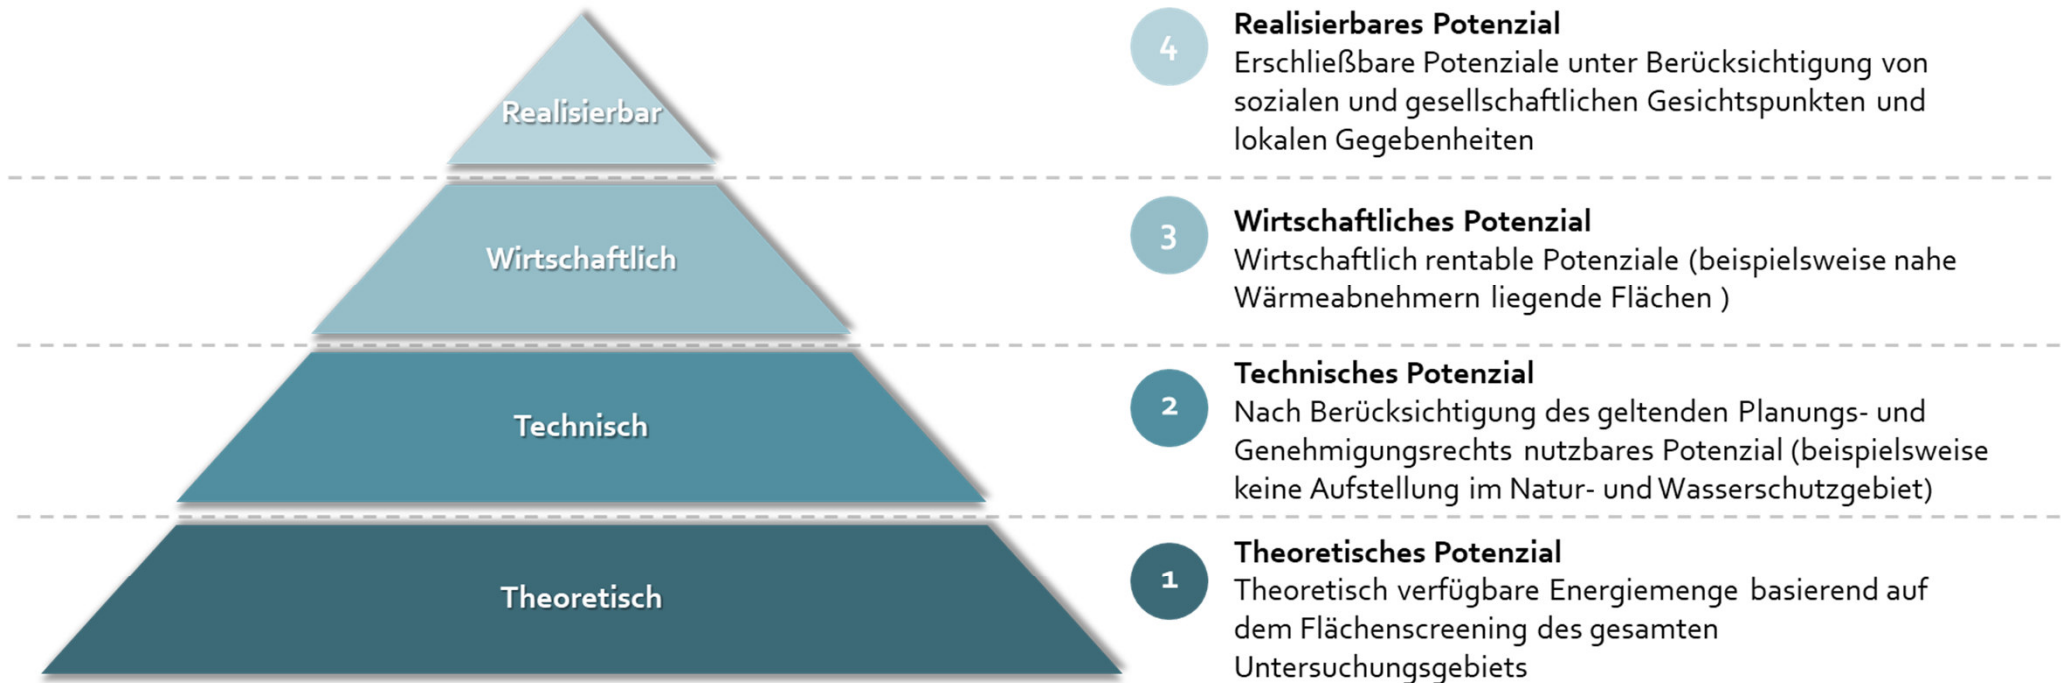 Realisierbar
4
Realisierbares Potenzial
Erschließbare Potenziale unter Berücksichtigung von
sozialen und gesellschaftlichen Gesichtspunkten und
lokalen Gegebenheiten
Wirtschaftlich
3
Wirtschaftliches Potenzial
Wirtschaftlich rentable Potenziale (beispielsweise nahe
Wärmeabnehmern liegende Flächen )
Technisch
2
Technisches Potenzial
Nach Berücksichtigung des geltenden Planungs- und
Genehmigungsrechts nutzbares Potenzial (beispielsweise
keine Aufstellung im Natur- und Wasserschutzgebiet)
Theoretisch
1
Theoretisches Potenzial
Theoretisch verfügbare Energiemenge basierend auf
dem Flächenscreening des gesamten
Untersuchungsgebiets